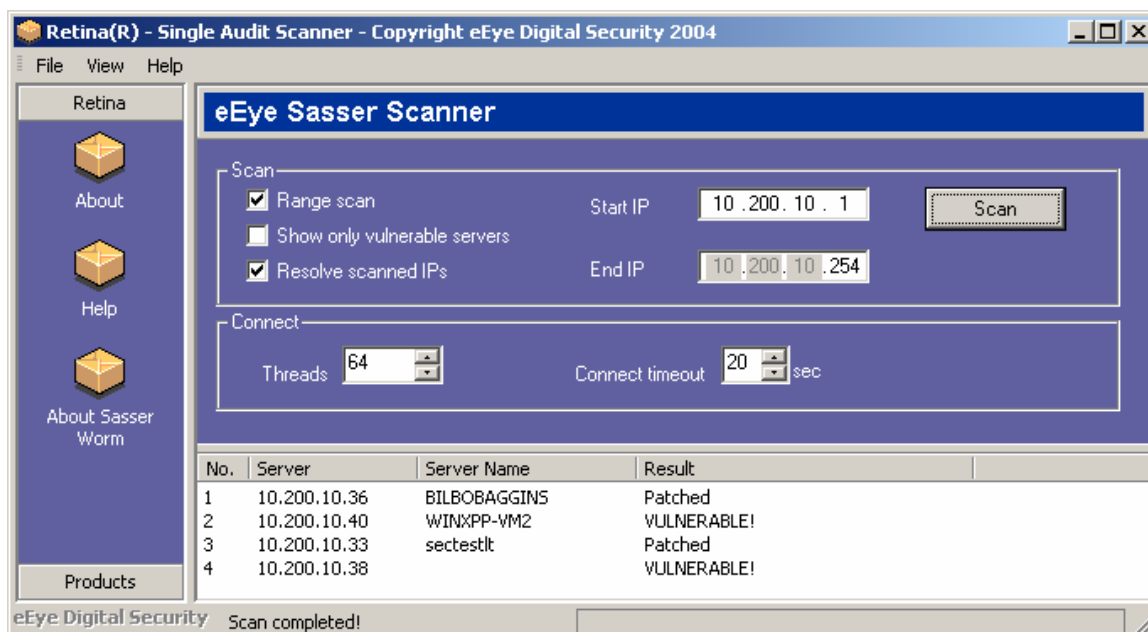 Retina(R) - Single Audit Scanner - Copyright eEye Digital Security 2004
File View Help
Retina
About
Help
About Sasser
Worm
Products
eEye Sasser Scanner
Scan
Range scan
Start IP 10 .200. 10 . 1
Scan
Show only vulnerable servers
Resolve scanned IPs
End IP 10 .200. 10 .254
Connect
Threads 64
Connect timeout 20 sec
No. Server Server Name Result
1 10.200.10.36 BILBOBAGGINS Patched
2 10.200.10.40 WINXPP-VM2 VULNERABLE!
3 10.200.10.33 sectestlt Patched
4 10.200.10.38 VULNERABLE!
eEye Digital Security Scan completed!